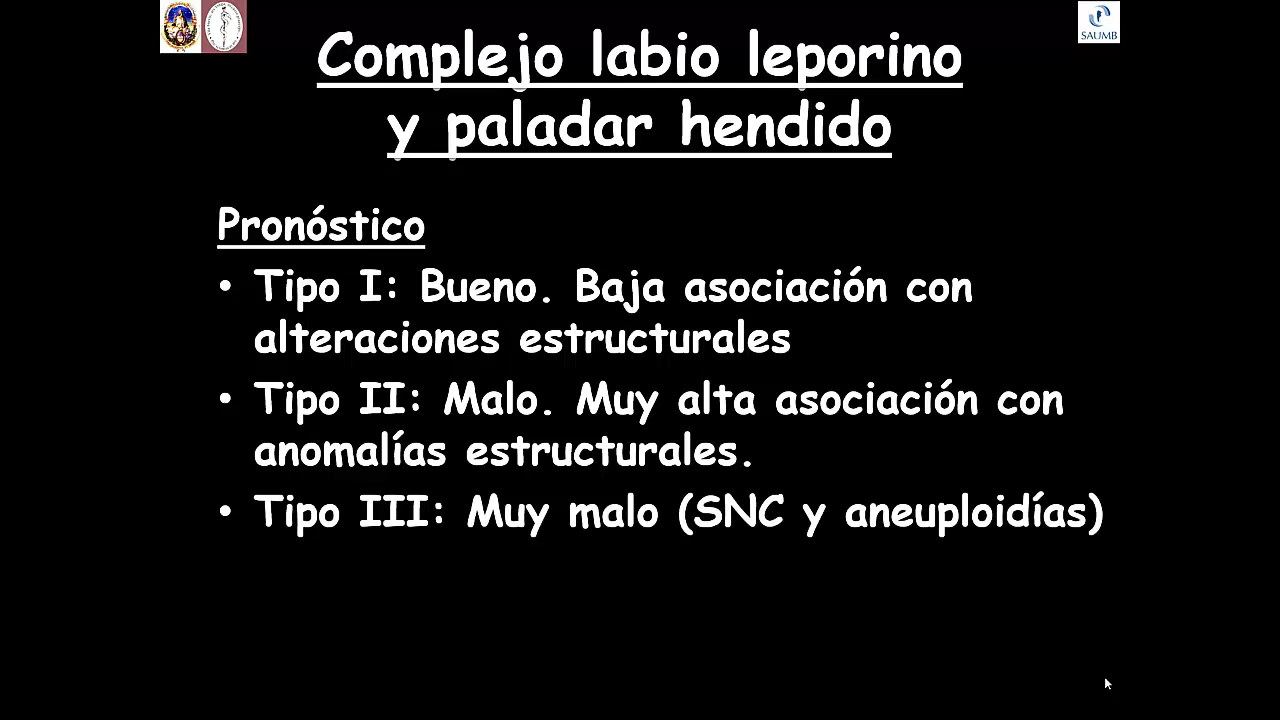 SAUMB
Complejo labio leporino
y paladar hendido
Pronóstico
• Tipo I: Bueno. Baja asociación con
alteraciones estructurales
• Tipo II: Malo. Muy alta asociación con
anomalías estructurales.
• Tipo III: Muy malo (SNC y aneuploidías)